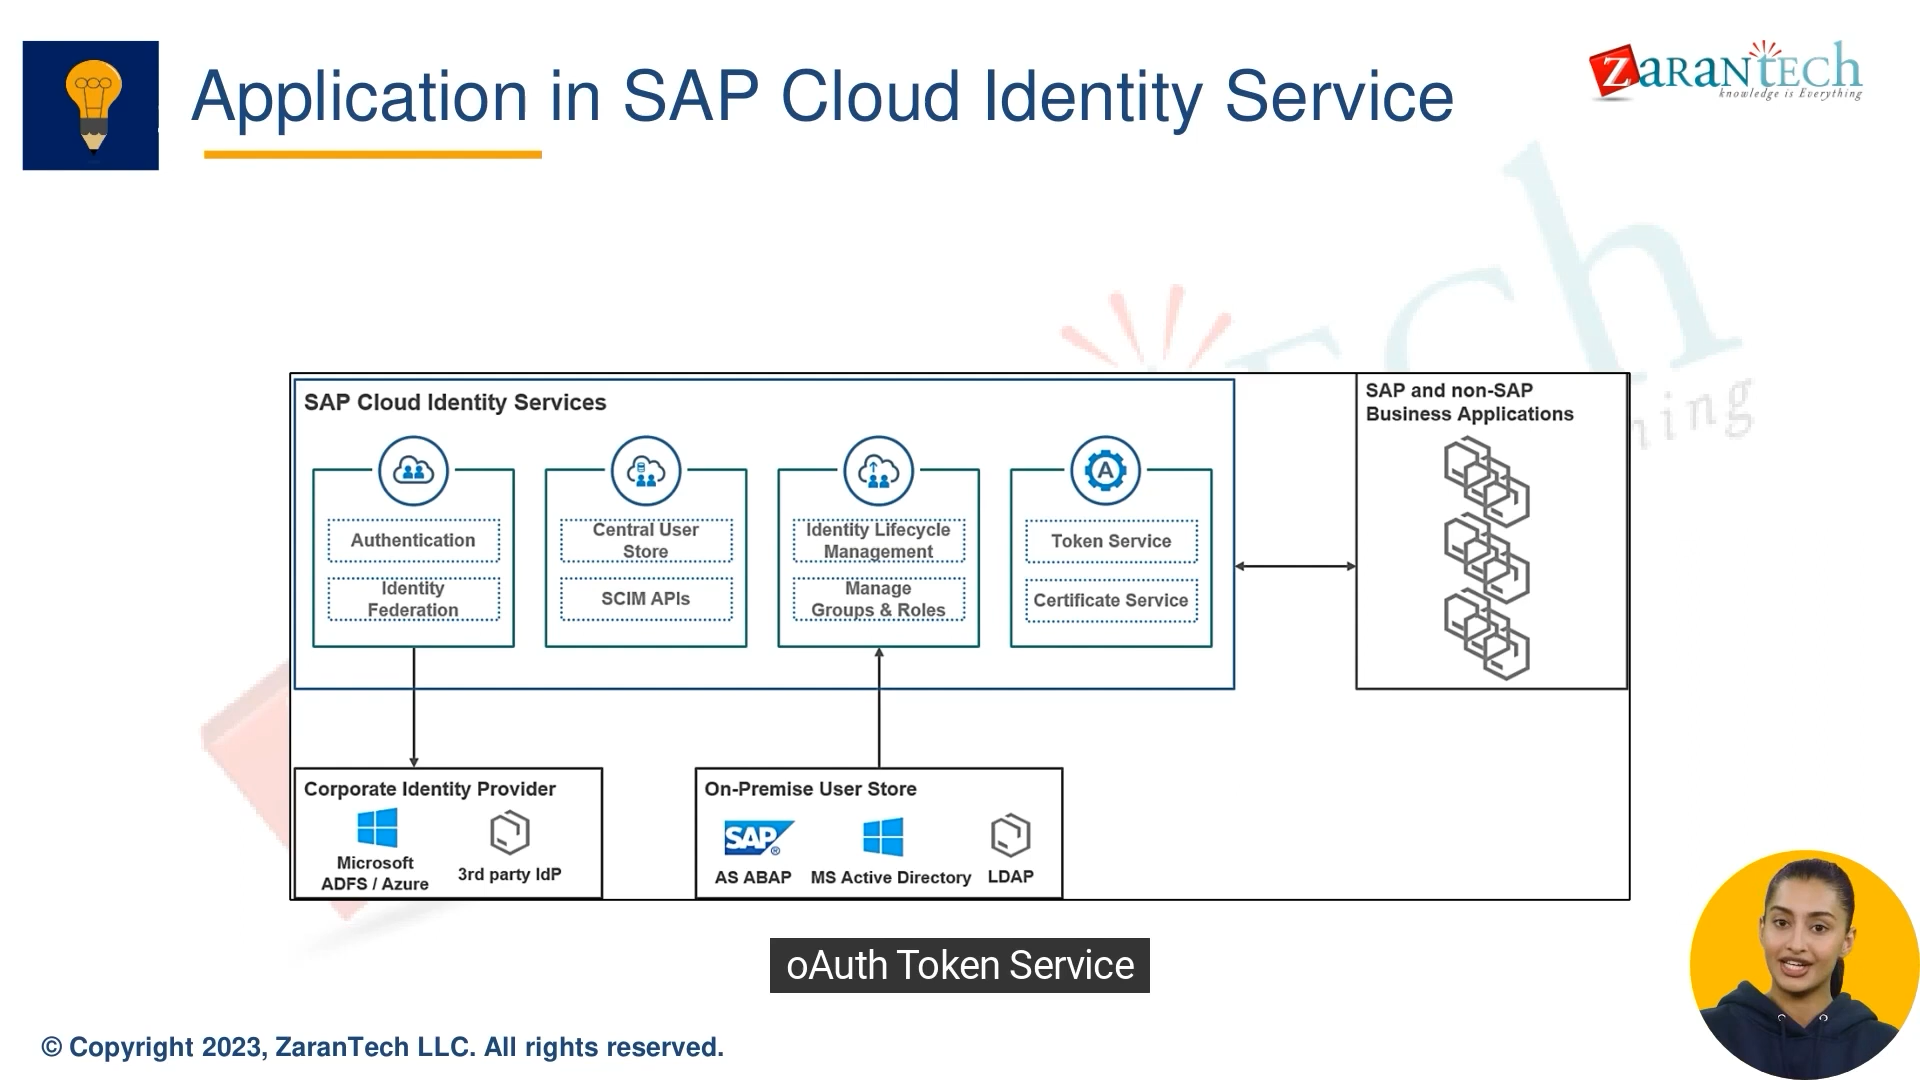 Application in SAP Cloud Identity Service
ZARANTECH
knowledge is Everything
SAP Cloud Identity Services
Authentication
Identity
Federation
Central User
Store
SCIM APIs
Identity Lifecycle
Management
Manage
Groups & Roles
A
Token Service
Certificate Service
SAP and non-SAP
Business Applications
Corporate Identity Provider
Microsoft
ADFS / Azure
3rd party IdP
On-Premise User Store
SAP®
AS ABAP
MS Active Directory
LDAP
oAuth Token Service
© Copyright 2023, ZaranTech LLC. All rights reserved.